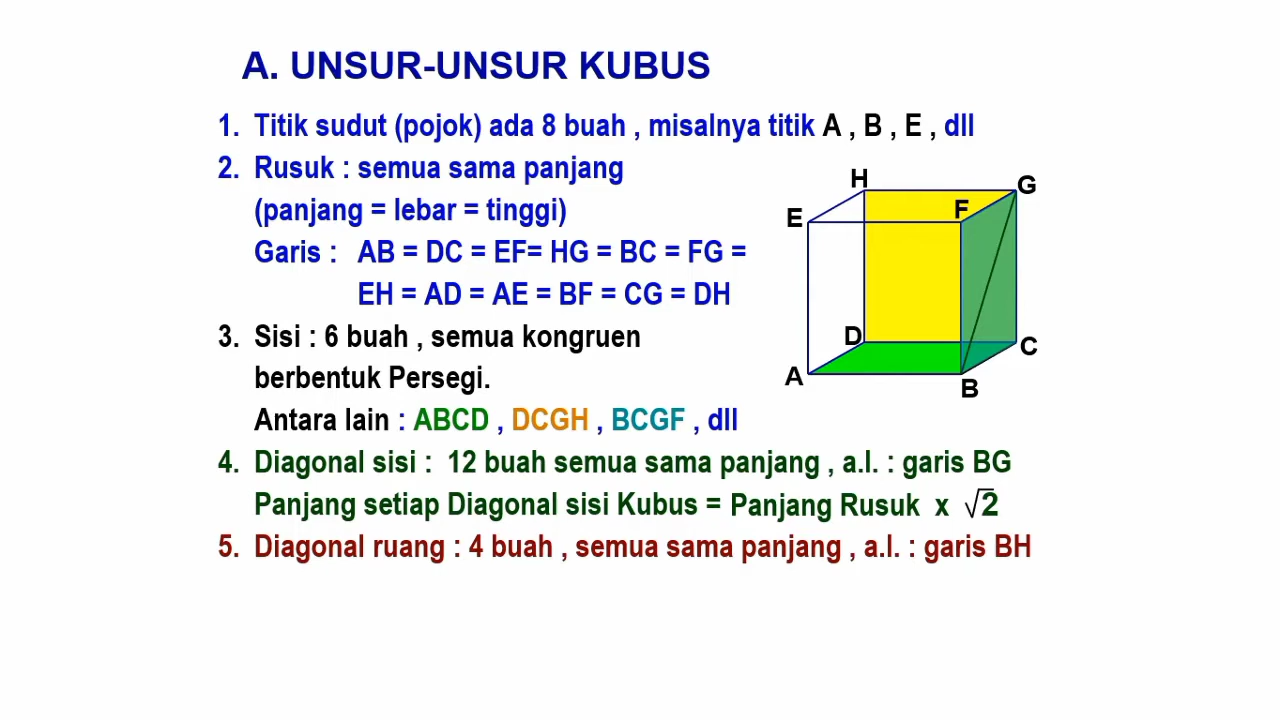 A. UNSUR-UNSUR KUBUS
1. Titik sudut (pojok) ada 8 buah , misalnya titik A , B , E , dll
2. Rusuk : semua sama panjang
(panjang = lebar = tinggi)
Garis : AB = DC = EF= HG = BC = FG =
EH = AD = AE = BF = CG = DH
3. Sisi : 6 buah , semua kongruen
berbentuk Persegi.
Antara lain : ABCD , DCGH , BCGF , dll
4. Diagonal sisi : 12 buah semua sama panjang , a.l. : garis BG
Panjang setiap Diagonal sisi Kubus = Panjang Rusuk x √2
5. Diagonal ruang : 4 buah , semua sama panjang , a.l. : garis BH
H
G
E
F
D
C
A
B